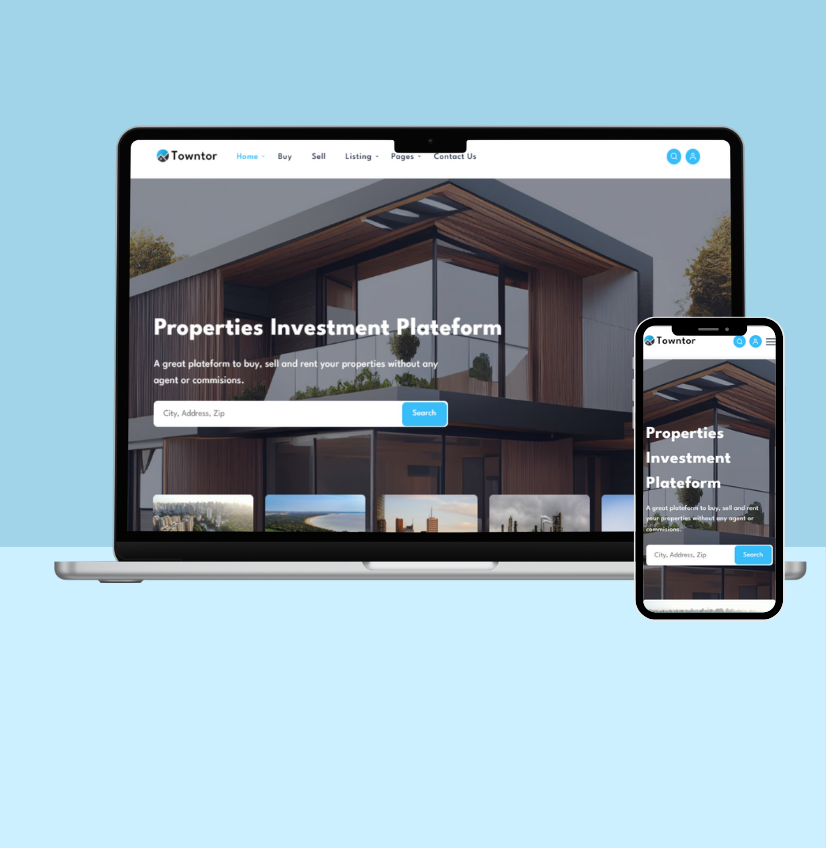 Towntor
Home Buy Sell Listing Pages Contact Us
Properties Investment Plateform
A great plateform to buy, sell and rent your properties without any
agent or commisions.
City, Address, Zip Search
Towntor
Properties
Investment
Plateform
A great plateform to buy, sell and rent
your properties without any agent or
commisions.
City, Address, Zip Search